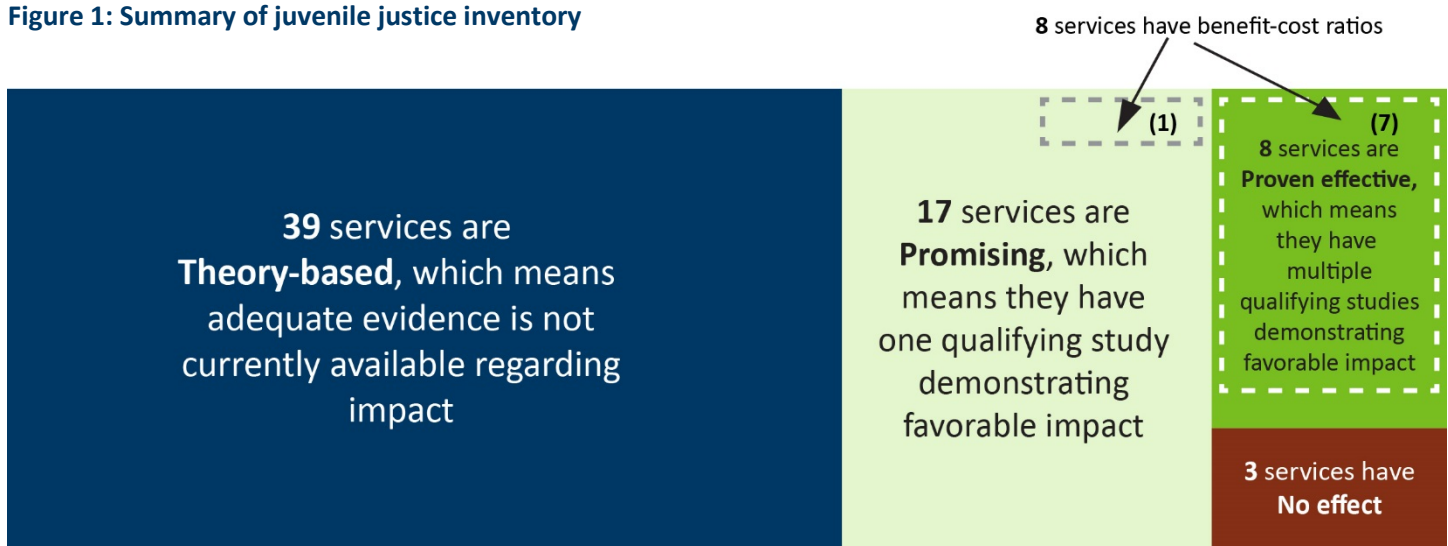 Figure 1: Summary of juvenile justice inventory
8 services have benefit-cost ratios
39 services are
Theory-based, which means
adequate evidence is not
currently available regarding
impact
(1)
17 services are
Promising, which
means they have
one qualifying study
demonstrating
favorable impact
(7)
8 services are
Proven effective,
which means
they have
multiple
qualifying studies
demonstrating
favorable impact
3 services have
No effect